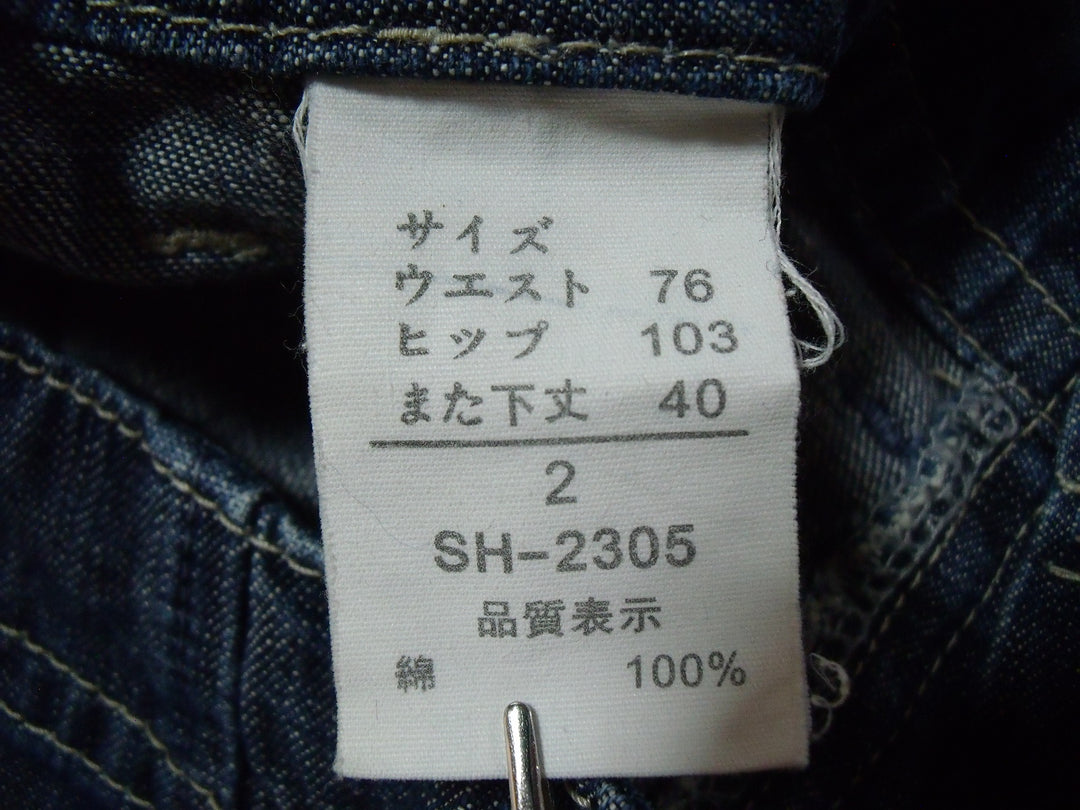 サイズ
ウエスト 76
ヒップ 103
また下丈 40
2
SH-2305
品質表示
綿 100%